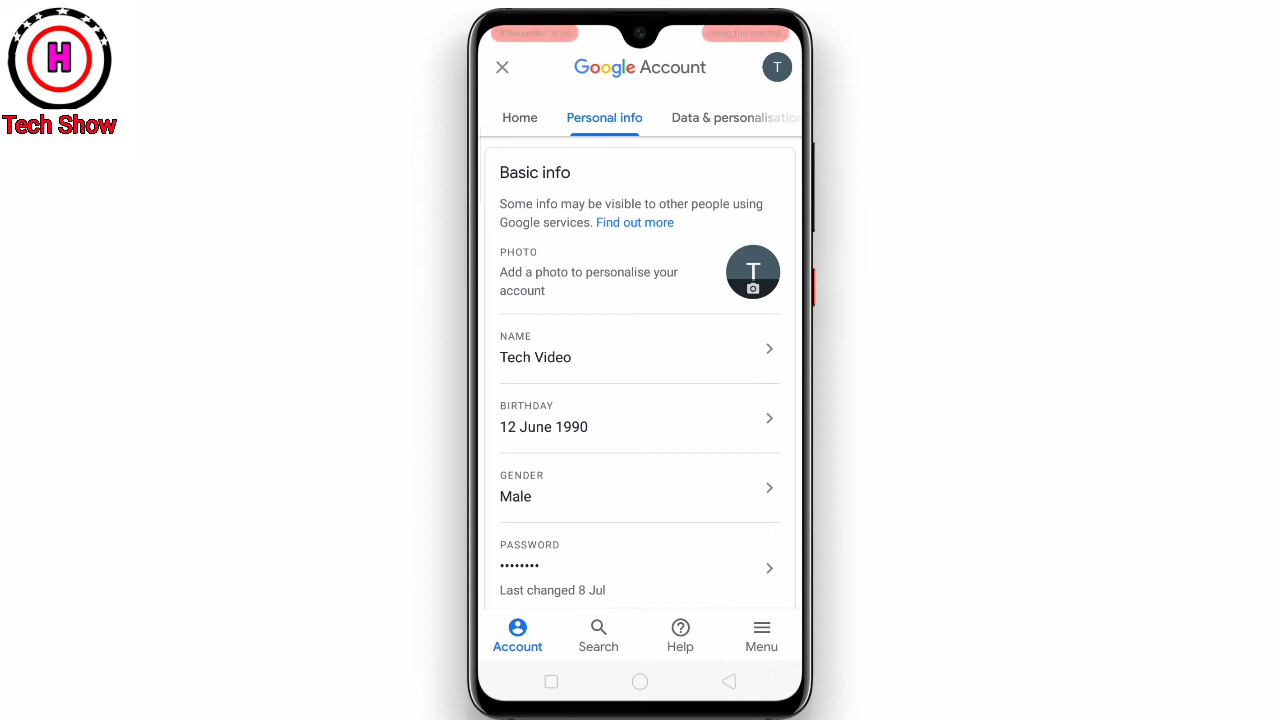 H
Tech Show
Google Account
T
Home Personal info Data & personalisation
Basic info
Some info may be visible to other people using
Google services. Find out more
PHOTO
Add a photo to personalise your
account
T
NAME
Tech Video
BIRTHDAY
12 June 1990
GENDER
Male
PASSWORD
••••••••
Last changed 8 Jul
Account Search Help Menu